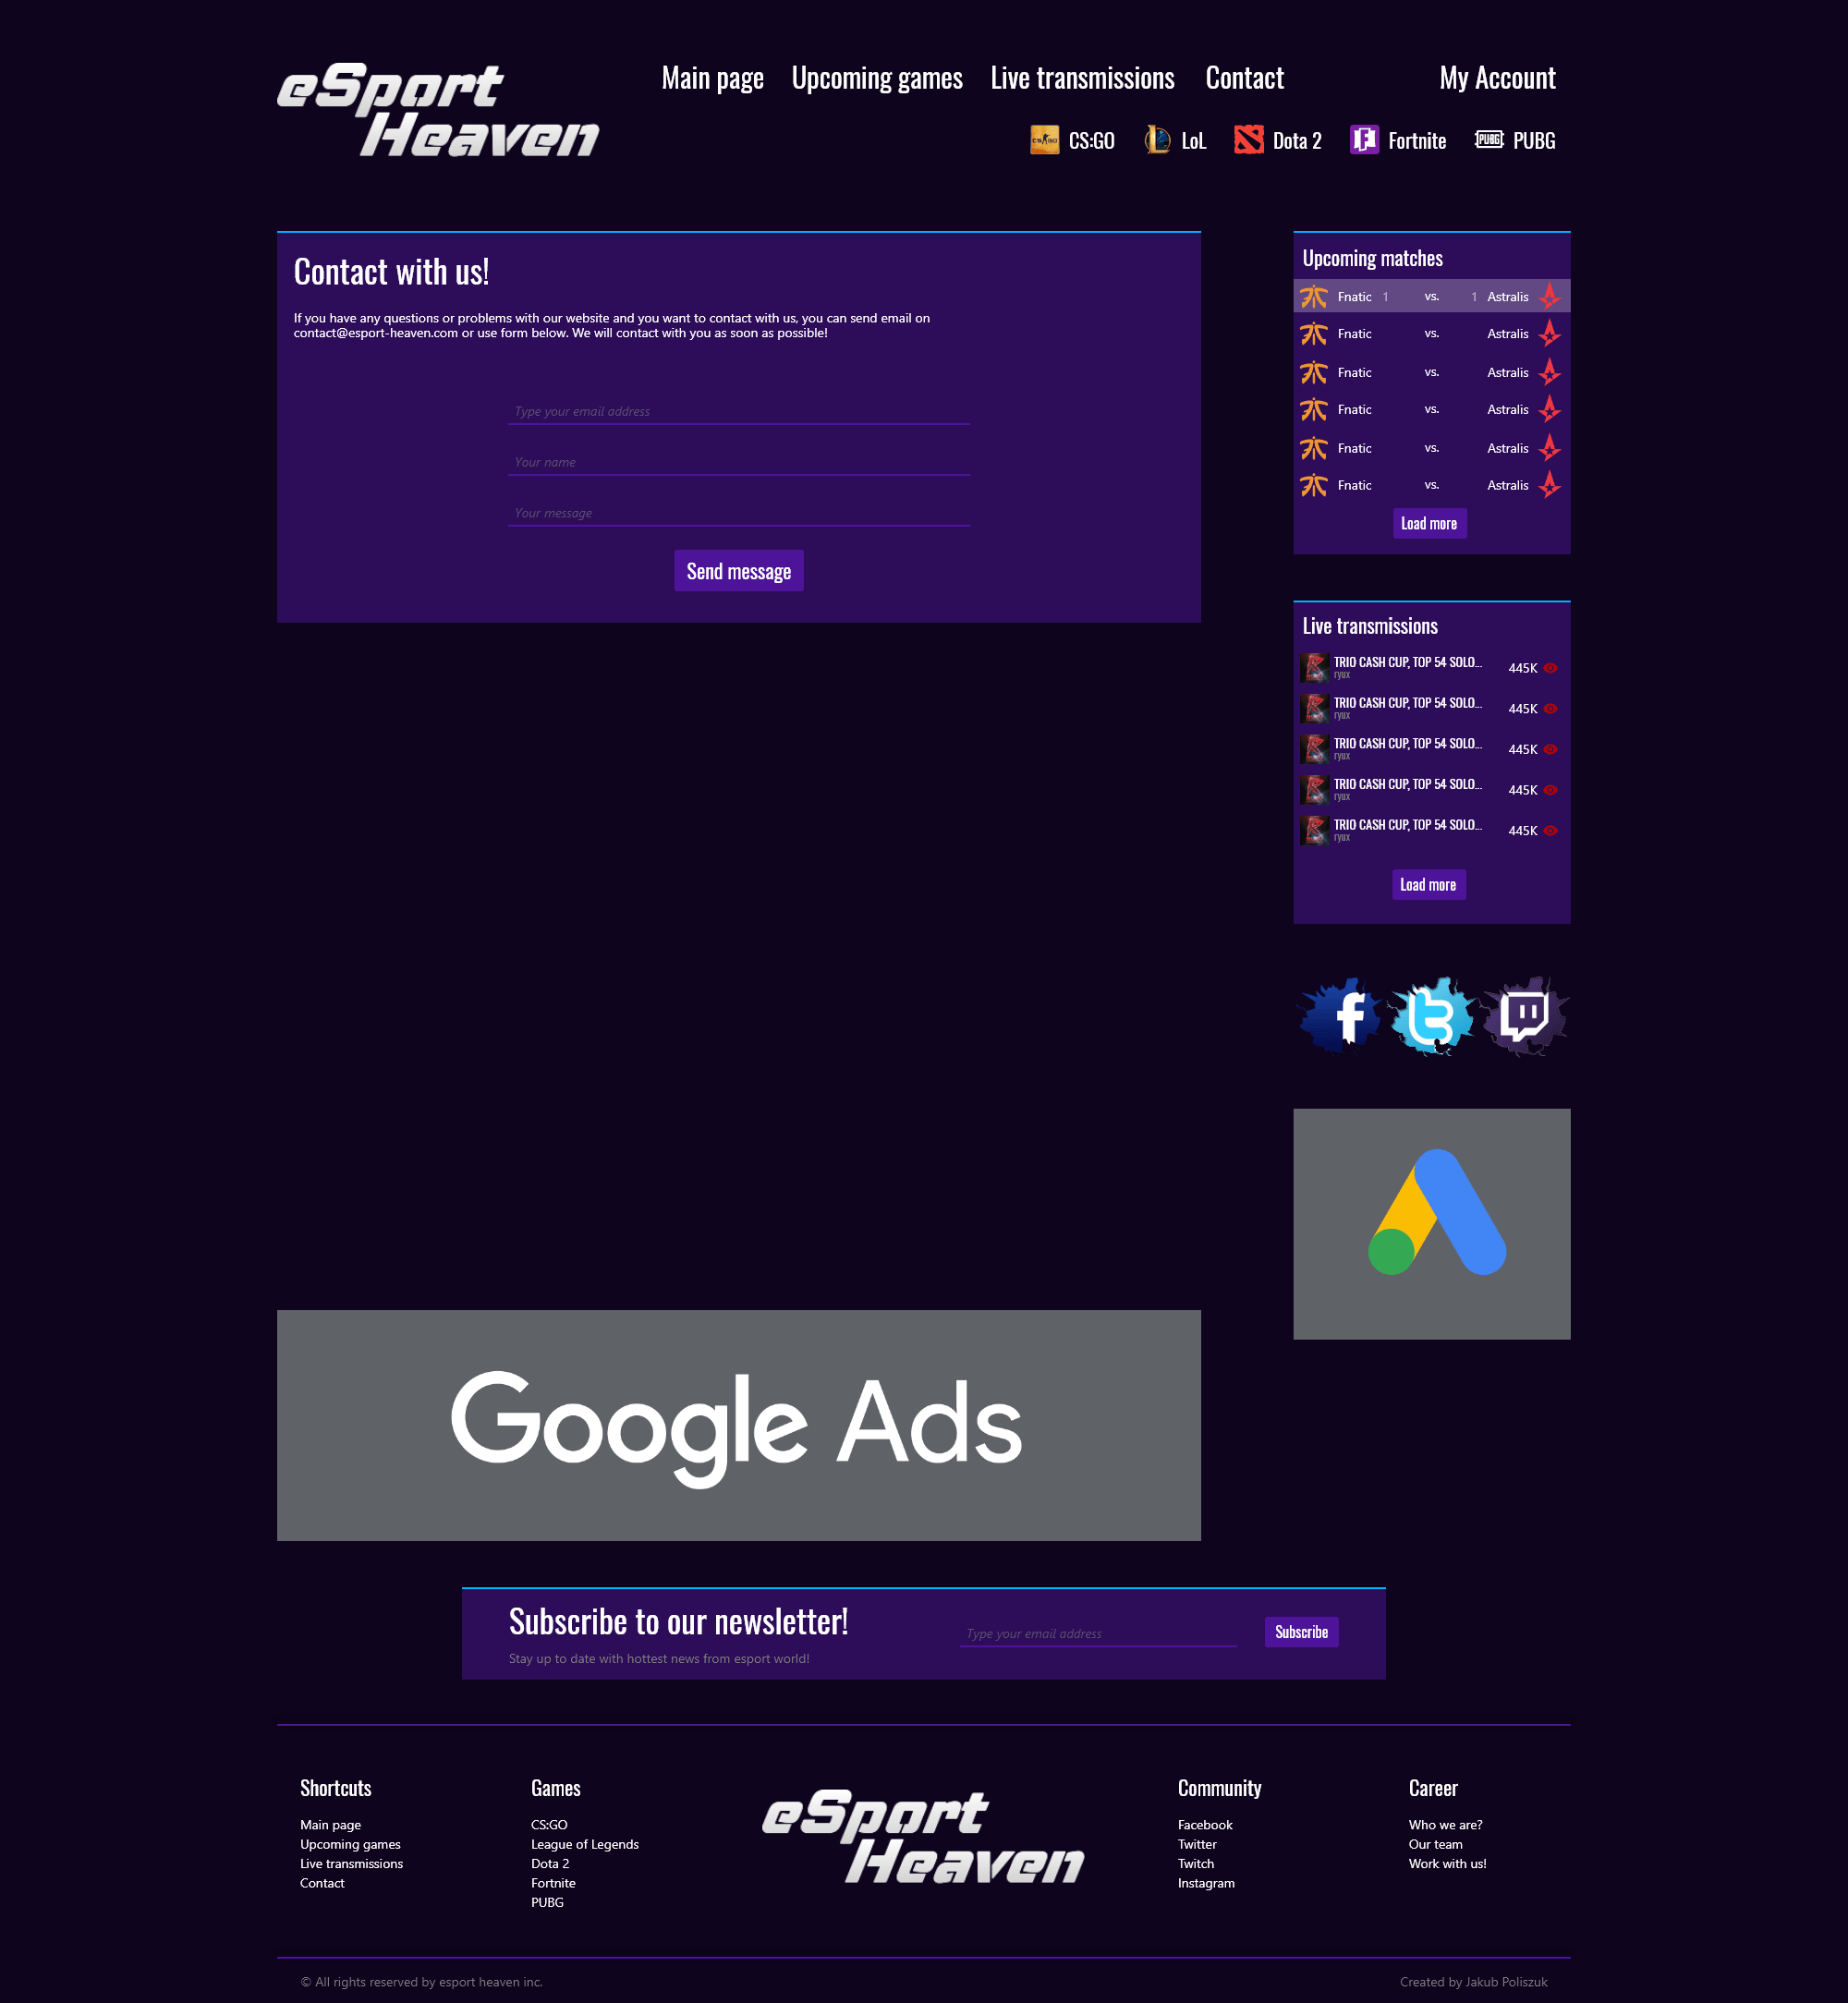 eSport
Heaven
Main page Upcoming games Live transmissions Contact My Account
CS:GO LoL Dota 2 Fortnite PUBG
Contact with us!
If you have any questions or problems with our website and you want to contact with us, you can send email on
contact@esport-heaven.com or use form below. We will contact with you as soon as possible!
Type your email address
Your name
Your message
Send message
Upcoming matches
Fnatic 1 vs. 1 Astralis
Fnatic vs. Astralis
Fnatic vs. Astralis
Fnatic vs. Astralis
Fnatic vs. Astralis
Fnatic vs. Astralis
Load more
Live transmissions
TRIO CASH CUP, TOP 54 SOLO... 445K
ryux
TRIO CASH CUP, TOP 54 SOLO... 445K
ryux
TRIO CASH CUP, TOP 54 SOLO... 445K
ryux
TRIO CASH CUP, TOP 54 SOLO... 445K
ryux
TRIO CASH CUP, TOP 54 SOLO... 445K
ryux
Load more
Google Ads
Subscribe to our newsletter!
Stay up to date with hottest news from esport world!
Type your email address
Subscribe
Shortcuts
Main page
Upcoming games
Live transmissions
Contact
Games
CS:GO
League of Legends
Dota 2
Fortnite
PUBG
eSport
Heaven
Community
Facebook
Twitter
Twitch
Instagram
Career
Who we are?
Our team
Work with us!
© All rights reserved by esport heaven inc.
Created by Jakub Poliszuk